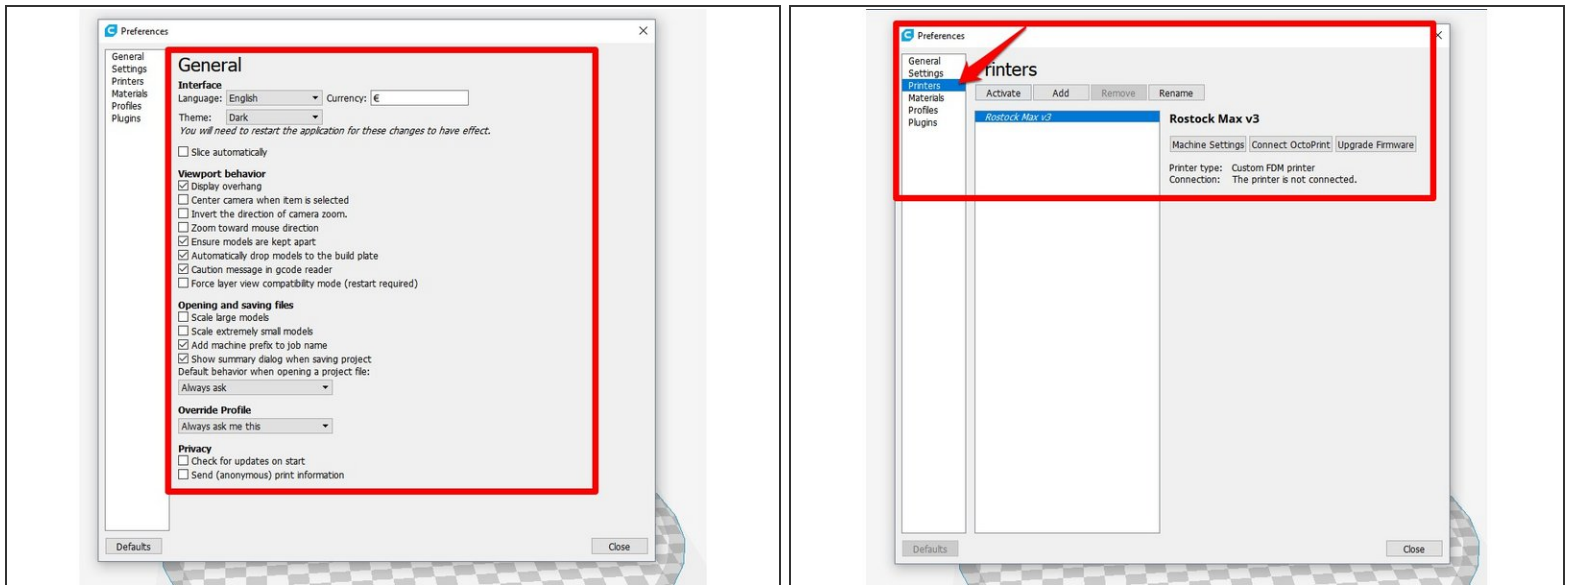 Preferences
General
Settings
Printers
Materials
Profiles
Plugins
General
Interface
Language: English Currency: €
Theme: Dark
You will need to restart the application for these changes to have effect.
Slice automatically
Viewport behavior
Display overhang
Center camera when item is selected
Invert the direction of camera zoom.
Zoom toward mouse direction
Ensure models are kept apart
Automatically drop models to the build plate
Caution message in gcode reader
Force layer view compatibility mode (restart required)
Opening and saving files
Scale large models
Scale extremely small models
Add machine prefix to job name
Show summary dialog when saving project
Default behavior when opening a project file:
Always ask
Override Profile
Always ask me this
Privacy
Check for updates on start
Send (anonymous) print information
Defaults Close
Preferences
General
Settings
Printers
Materials
Profiles
Plugins
rinters
Activate Add Remove Rename
Rostock Max v3
Rostock Max v3
Machine Settings Connect OctoPrint Upgrade Firmware
Printer type: Custom FDM printer
Connection: The printer is not connected.
Defaults Close